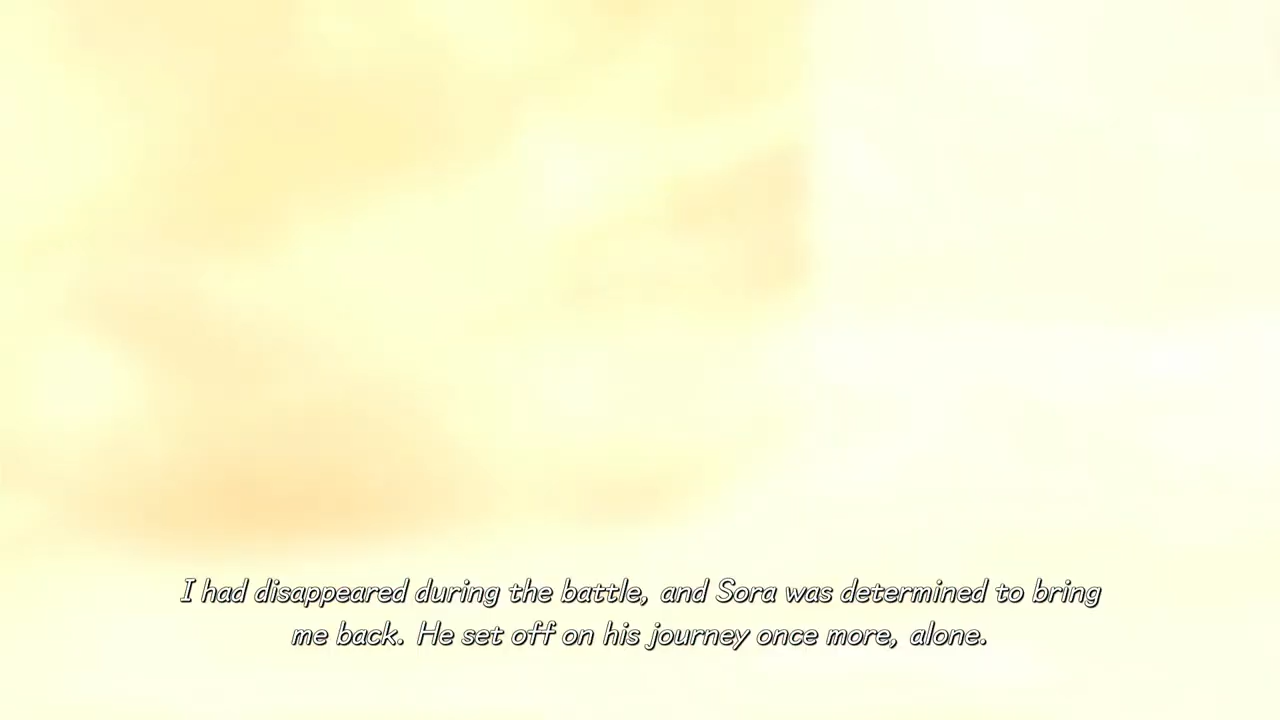 I had disappeared during the battle, and Sora was determined to bring
me back. He set off on his journey once more, alone.